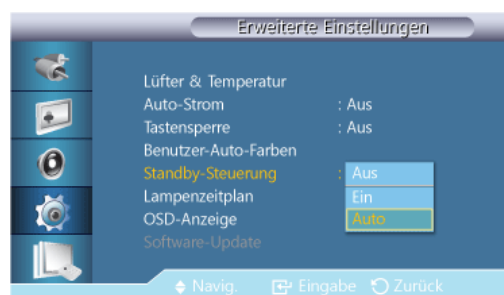 Erweiterte Einstellungen
Lüfter & Temperatur
Auto-Strom : Aus
Tastensperre : Aus
Benutzer-Auto-Farben
Standby-Steuerung : Aus
Lampenzeitplan Ein
OSD-Anzeige Auto
Software-Update
Navig. Eingabe Zurück